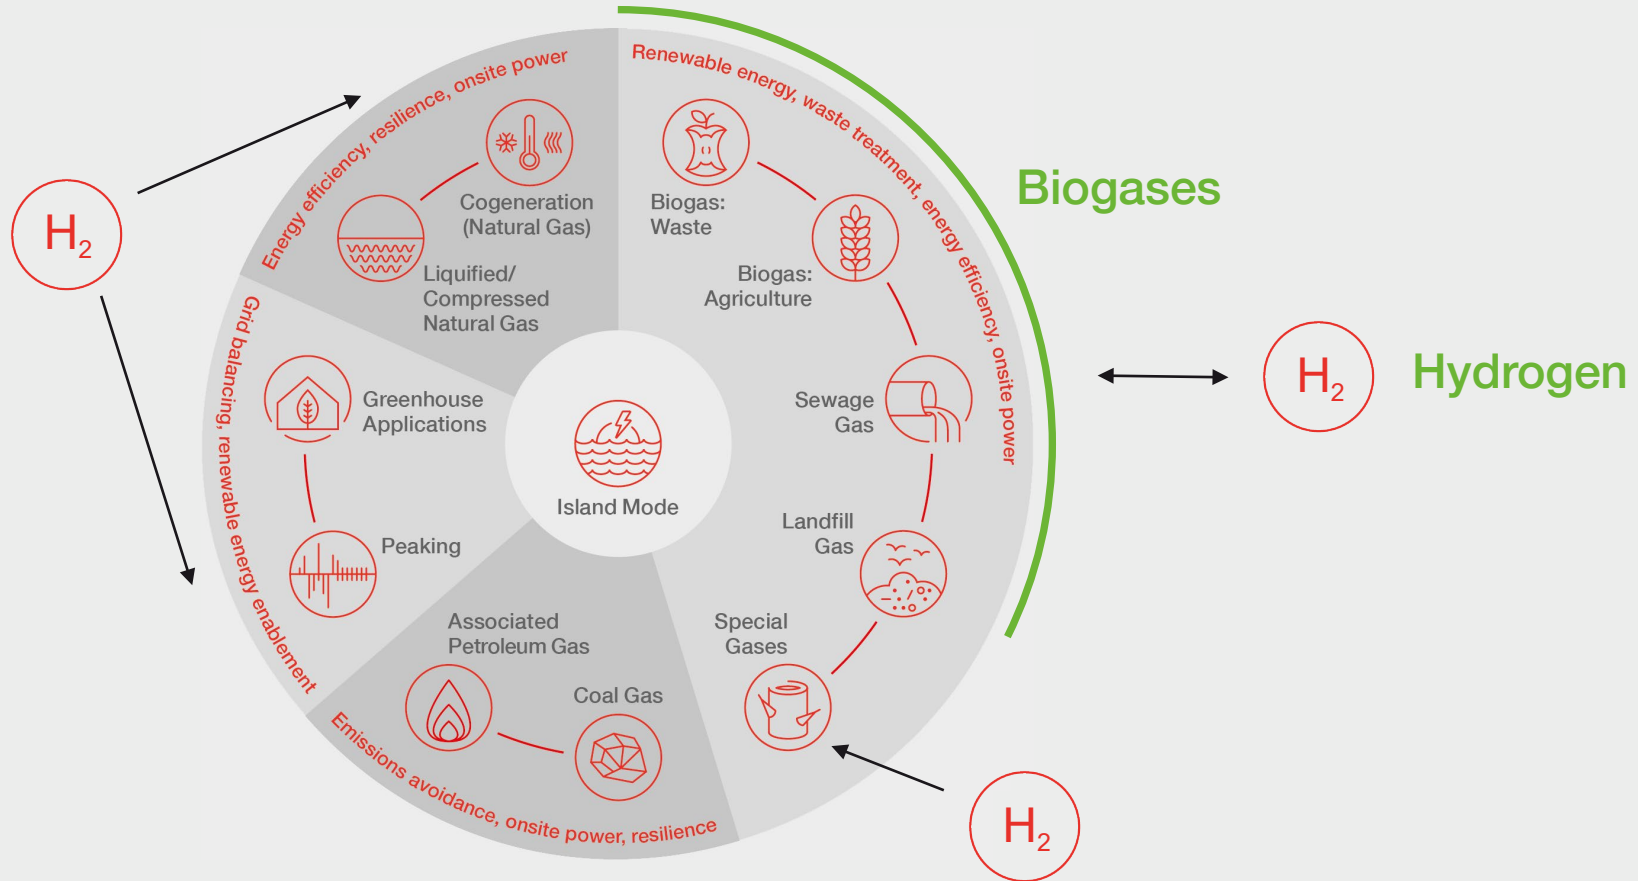 Energy efficiency, resilience, onsite power
Cogeneration
(Natural Gas)
Liquified/
Compressed
Natural Gas
Renewable energy, waste treatment, energy efficiency, onsite power
Biogas:
Waste
Biogas:
Agriculture
Sewage
Gas
Landfill
Gas
Special
Gases
Biogases
H₂
Hydrogen
H₂
H₂
Grid balancing, renewable energy enablement
Greenhouse
Applications
Peaking
Island Mode
Emissions avoidance, onsite power, resilience
Associated
Petroleum Gas
Coal Gas